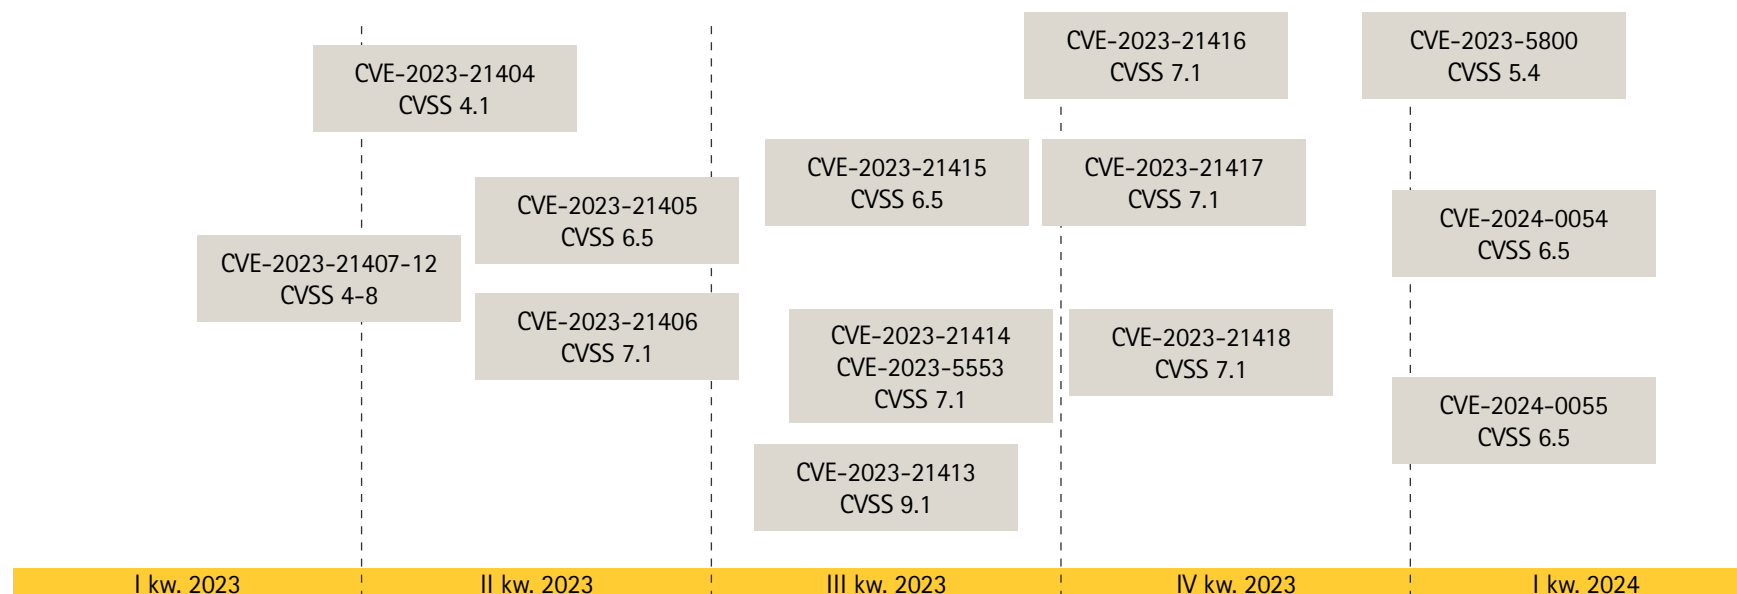 CVE-2023-21404
CVSS 4.1
CVE-2023-21407-12
CVSS 4-8
CVE-2023-21405
CVSS 6.5
CVE-2023-21406
CVSS 7.1
CVE-2023-21415
CVSS 6.5
CVE-2023-21414
CVE-2023-5553
CVSS 7.1
CVE-2023-21413
CVSS 9.1
CVE-2023-21416
CVSS 7.1
CVE-2023-21417
CVSS 7.1
CVE-2023-21418
CVSS 7.1
CVE-2023-5800
CVSS 5.4
CVE-2024-0054
CVSS 6.5
CVE-2024-0055
CVSS 6.5
I kw. 2023
II kw. 2023
III kw. 2023
IV kw. 2023
I kw. 2024